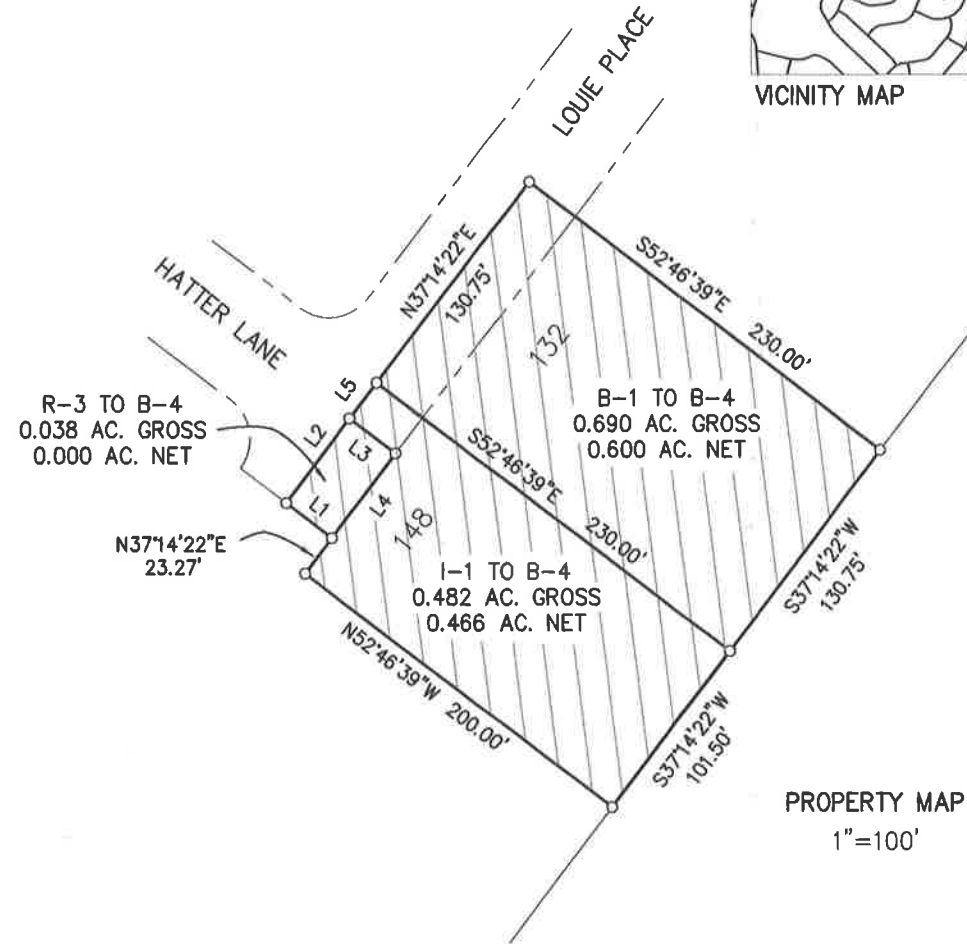 LOUIE PLACE
VICINITY MAP
HATTER LANE
N37°14'22"E
130.75'
S52°46'39"E 230.00'
132
R-3 TO B-4
0.038 AC. GROSS
0.000 AC. NET
L5
L2
L3
L1
L4
B-1 TO B-4
0.690 AC. GROSS
0.600 AC. NET
S52°46'39"E 230.00'
148
N37°14'22"E
23.27'
I-1 TO B-4
0.482 AC. GROSS
0.466 AC. NET
S37°14'22"W
130.75'
N52°46'39"W 200.00'
S37°14'22"W
101.50'
PROPERTY MAP
1"=100'